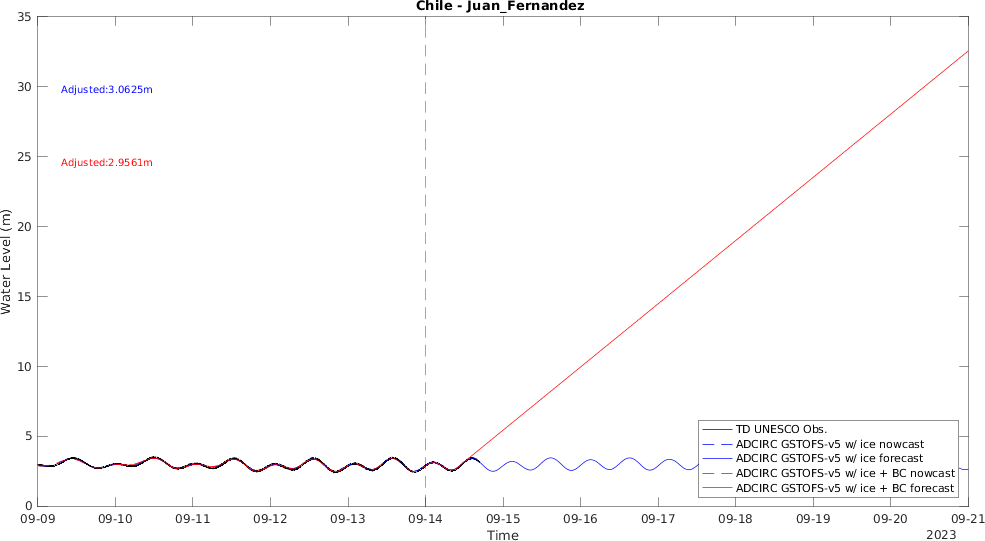 Chile - Juan_Fernandez
35
30
25
20
15
10
5
0
Water Level (m)
Adjusted:3.0625m
Adjusted:2.9561m
TD UNESCO Obs.
ADCIRC GSTOFS-v5 w/ ice nowcast
ADCIRC GSTOFS-v5 w/ ice forecast
ADCIRC GSTOFS-v5 w/ ice + BC nowcast
ADCIRC GSTOFS-v5 w/ ice + BC forecast
09-09 09-10 09-11 09-12 09-13 09-14 09-15 09-16 09-17 09-18 09-19 09-20 09-21
Time
2023